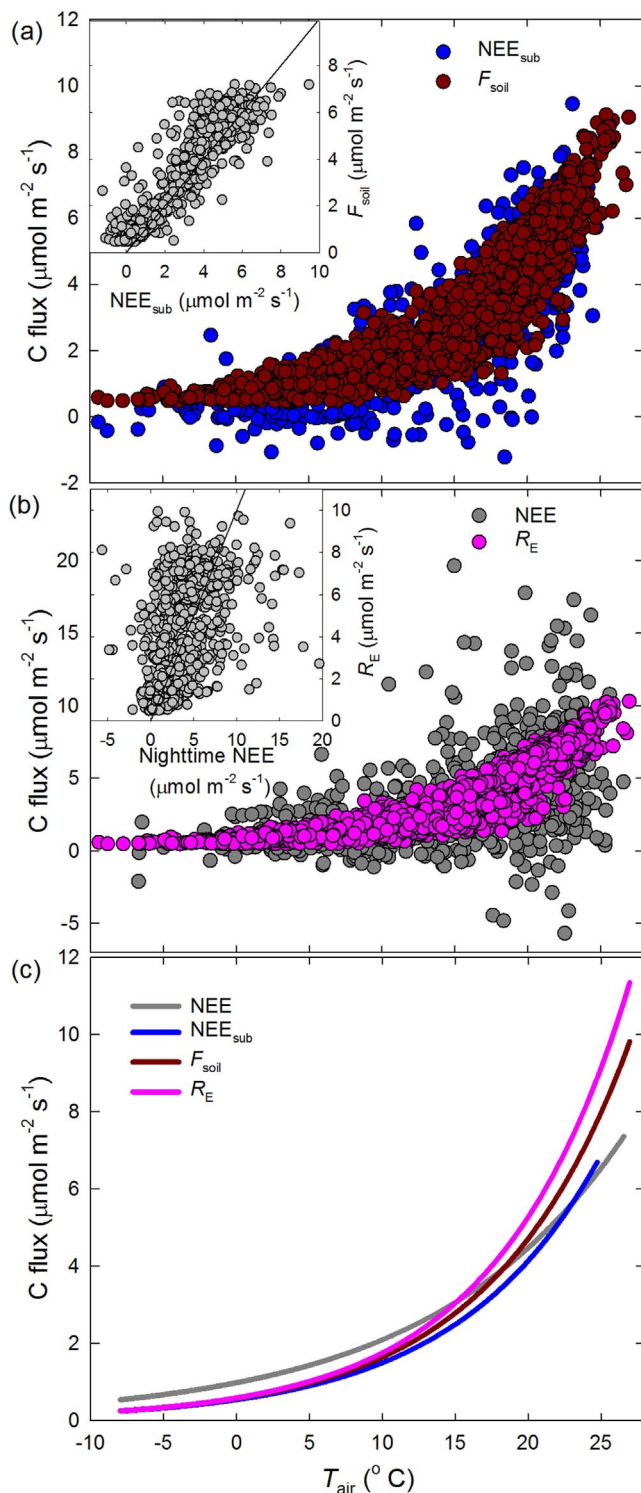 (a)
12
10
8
6
4
2
0
-2
C flux (μmol m-2 s-1)
NEEsub
Fsoil
8
6
4
2
0
Fsoil (μmol m-2 s-1)
0 2 4 6 8 10
NEEsub (μmol m-2 s-1)
(b)
20
15
10
5
0
-5
C flux (μmol m-2 s-1)
NEE
RE
10
8
6
4
2
0
RE (μmol m-2 s-1)
-5 0 5 10 15 20
Nighttime NEE
(μmol m-2 s-1)
(c)
12
12
10
8
6
4
2
0
C flux (μmol m-2 s-1)
NEE
NEEsub
Fsoil
RE
-10 -5 0 5 10 15 20 25
Tair (o C)